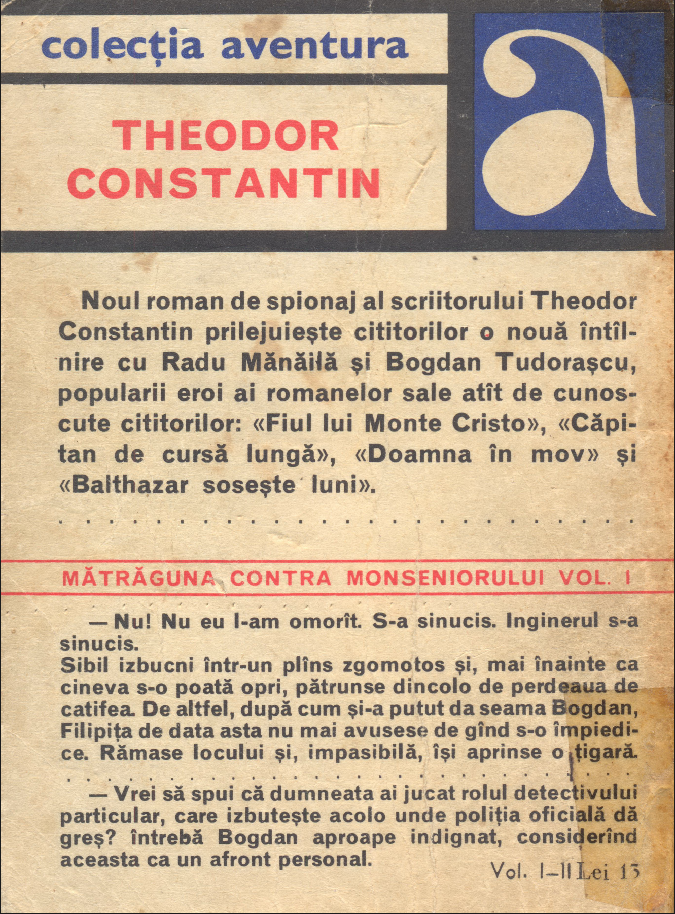 colecția aventura
a
THEODOR
CONSTANTIN
Noul roman de spionaj al scriitorului Theodor
Constantin prilejuiește cititorilor o nouă întîl-
nire cu Radu Mănăilă și Bogdan Tudorașcu,
popularii eroi ai romanelor sale atît de cunos-
cute cititorilor: «Fiul lui Monte Cristo», «Căpi-
tan de cursă lungă», «Doamna în mov» și
«Balthazar sosește luni».
MĂTRĂGUNA CONTRA MONSENIORULUI VOL. I
— Nu! Nu eu l-am omorît. S-a sinucis. Inginerul s-a
sinucis.
Sibil izbucni într-un plîns zgomotos și, mai înainte ca
cineva s-o poată opri, pătrunse dincolo de perdeaua de
catifea. De altfel, după cum și-a putut da seama Bogdan,
Filipița de data asta nu mai avusese de gînd s-o împiedi-
ce. Rămase locului și, impasibilă, își aprinse o țigară.
— Vrei să spui că dumneata ai jucat rolul detectivului
particular, care izbutește acolo unde poliția oficială dă
greș? întrebă Bogdan aproape indignat, considerînd
aceasta ca un afront personal.
Vol. I-II Lei 13